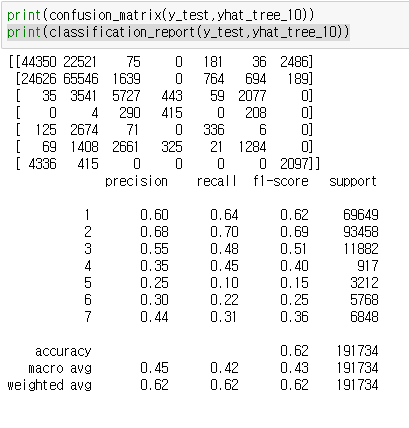 print(confusion_matrix(y_test,yhat_tree_10))
print(classification_report(y_test,yhat_tree_10))
[[44350 22521 75 0 181 36 2486]
[24626 65546 1639 0 764 694 189]
[ 35 3541 5727 443 59 2077 0]
[ 0 4 290 415 0 208 0]
[ 125 2674 71 0 336 6 0]
[ 69 1408 2661 325 21 1284 0]
[ 4336 415 0 0 0 0 2097]]
precision recall f1-score support
1 0.60 0.64 0.62 69649
2 0.68 0.70 0.69 93458
3 0.55 0.48 0.51 11882
4 0.35 0.45 0.40 917
5 0.25 0.10 0.15 3212
6 0.30 0.22 0.25 5768
7 0.44 0.31 0.36 6848
accuracy 0.62 191734
macro avg 0.45 0.42 0.43 191734
weighted avg 0.62 0.62 0.62 191734